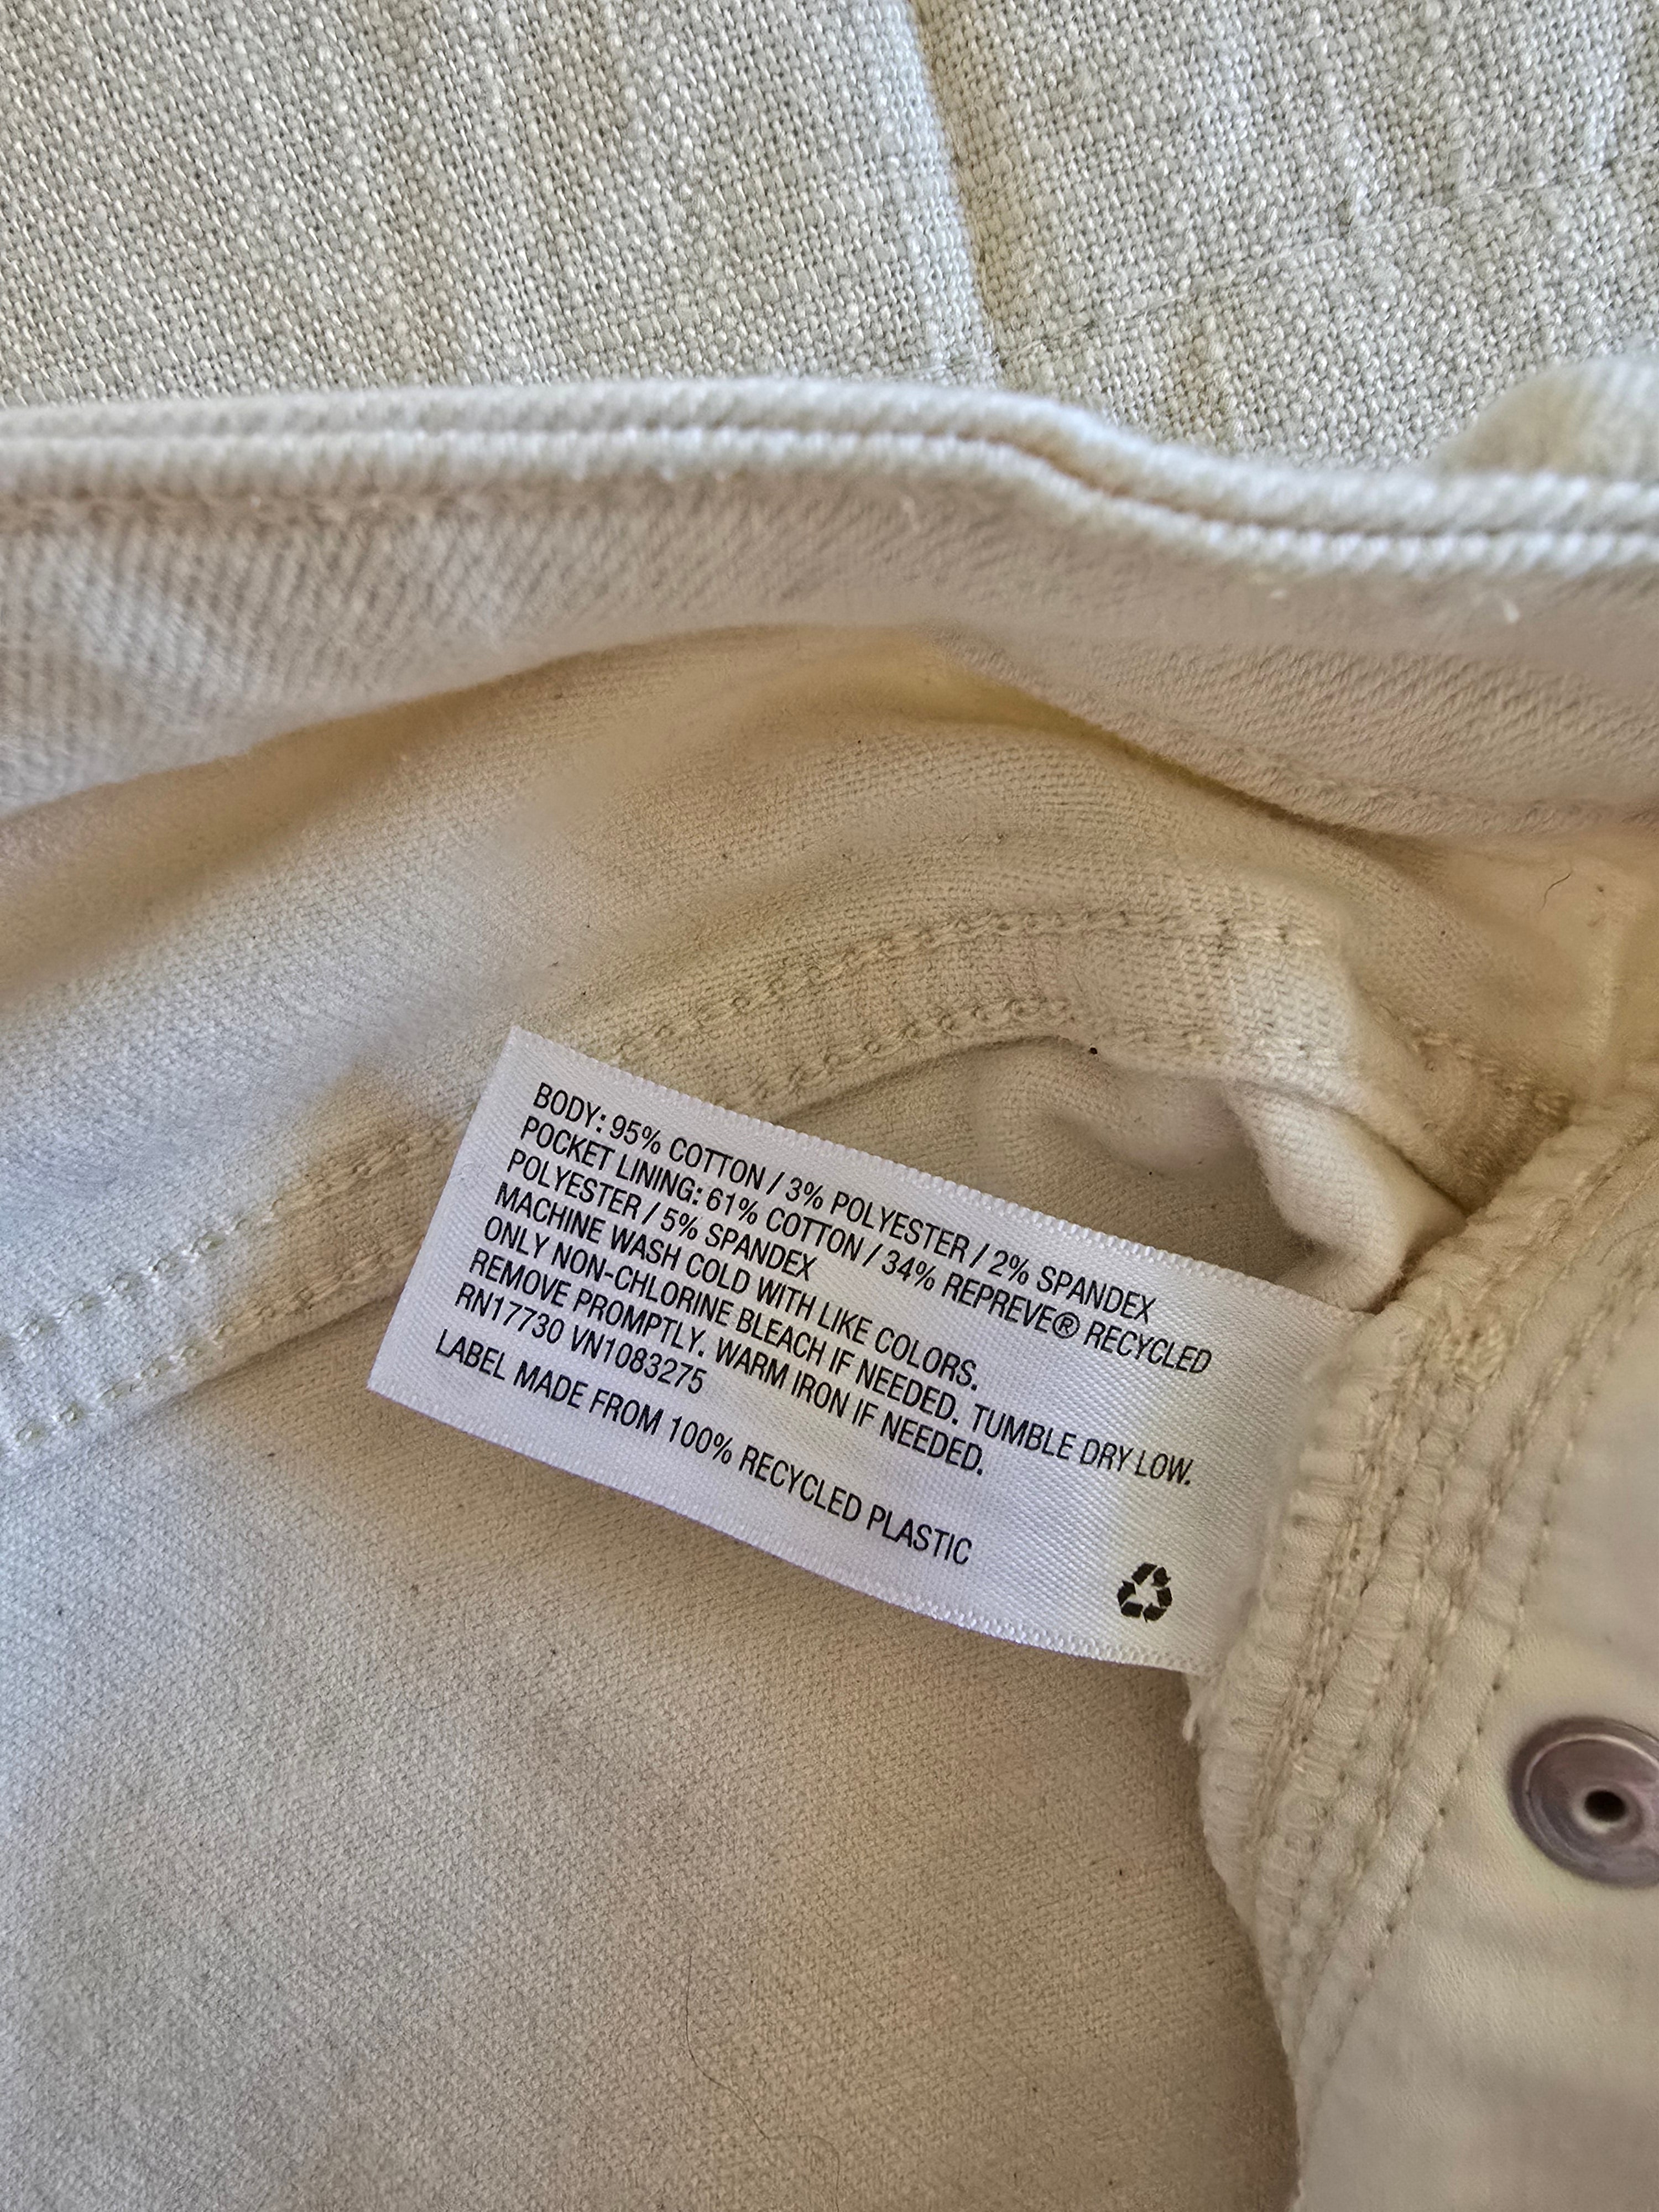 BODY: 95% COTTON / 3% POLYESTER / 2% SPANDEX
POCKET LINING: 61% COTTON / 34% REPREVE® RECYCLED
POLYESTER / 5% SPANDEX
MACHINE WASH COLD WITH LIKE COLORS.
ONLY NON-CHLORINE BLEACH IF NEEDED. TUMBLE DRY LOW.
REMOVE PROMPTLY. WARM IRON IF NEEDED.
RN17730 VN1083275
LABEL MADE FROM 100% RECYCLED PLASTIC